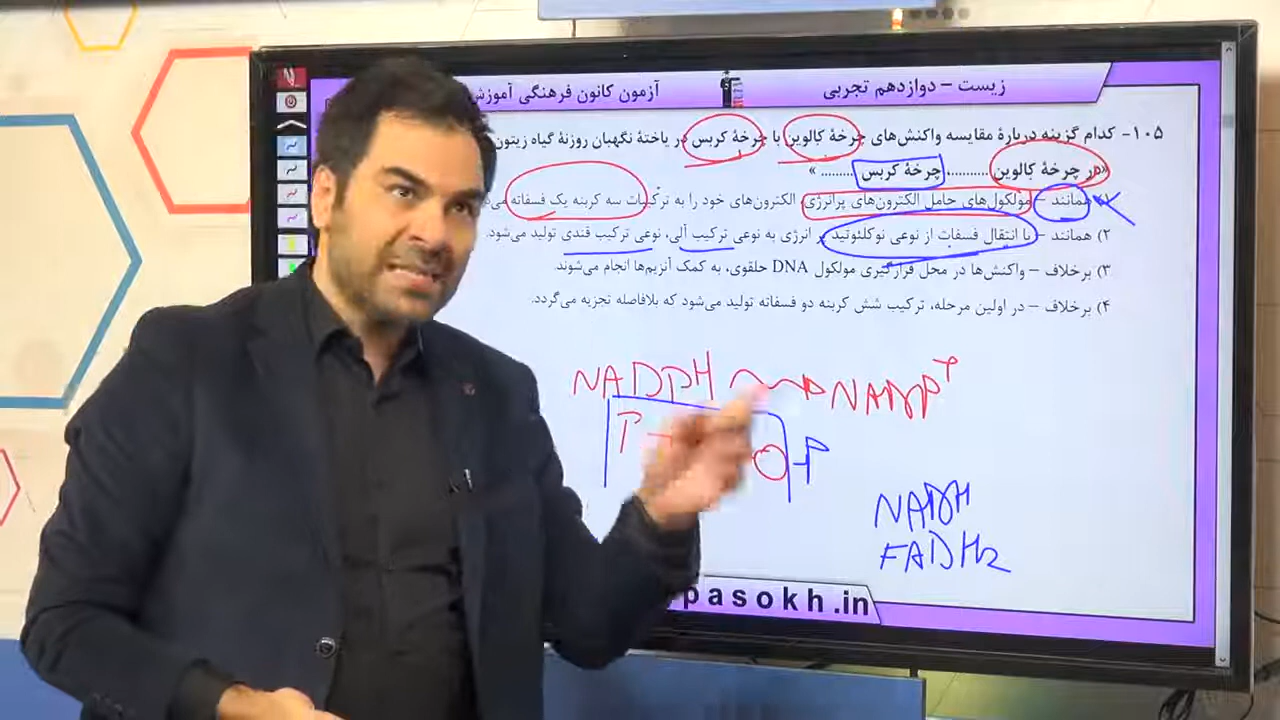 زیست - دوازدهم تجربی
آزمون کانون فرهنگی آموزش
۱۰۵- کدام گزینه دربارهٔ مقایسه واکنش‌های چرخهٔ کالوین با چرخهٔ کربس در یاختهٔ نگهبان روزنهٔ گیاه زیتون
«در چرخهٔ کالوین .......... چرخهٔ کربس .......... »
همانند – مولکول‌های حامل الکترون‌های پرانرژی، الکترون‌های خود را به ترکیبات سه کربنه یک فسفاته
۲) همانند – با انتقال فسفات از نوعی نوکلئوتید پر انرژی به نوعی ترکیب آلی، نوعی ترکیب قندی تولید می‌شود.
۳) برخلاف – واکنش‌ها در محل قرارگیری مولکول DNA حلقوی، به کمک آنزیم‌ها انجام می‌شوند.
۴) برخلاف – در اولین مرحله، ترکیب شش کربنه دو فسفاته تولید می‌شود که بلافاصله تجزیه می‌گردد.
NADPH NADP+
P P
NADH
FADH2
pasokh.in